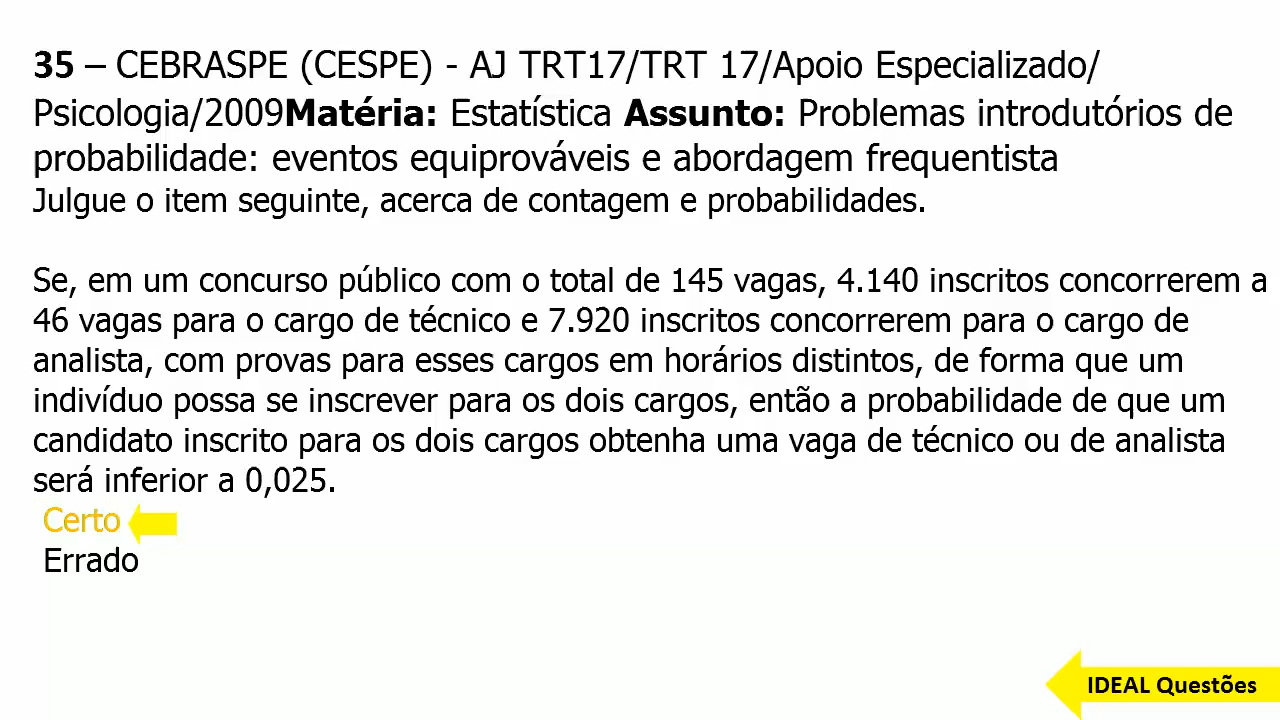 35 – CEBRASPE (CESPE) - AJ TRT17/TRT 17/Apoio Especializado/
Psicologia/2009Matéria: Estatística Assunto: Problemas introdutórios de
probabilidade: eventos equiprováveis e abordagem frequentista
Julgue o item seguinte, acerca de contagem e probabilidades.
Se, em um concurso público com o total de 145 vagas, 4.140 inscritos concorrerem a
46 vagas para o cargo de técnico e 7.920 inscritos concorrerem para o cargo de
analista, com provas para esses cargos em horários distintos, de forma que um
indivíduo possa se inscrever para os dois cargos, então a probabilidade de que um
candidato inscrito para os dois cargos obtenha uma vaga de técnico ou de analista
será inferior a 0,025.
Certo
Errado
IDEAL Questões